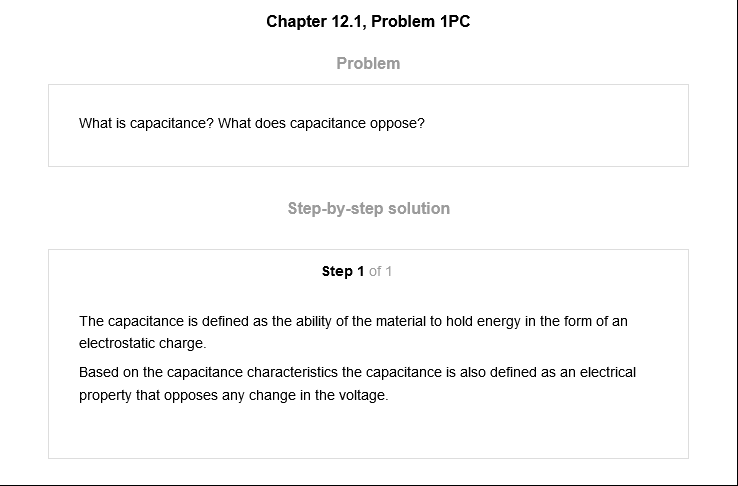 Chapter 12.1, Problem 1PC
Problem
What is capacitance? What does capacitance oppose?
Step-by-step solution
Step 1 of 1
The capacitance is defined as the ability of the material to hold energy in the form of an
electrostatic charge.
Based on the capacitance characteristics the capacitance is also defined as an electrical
property that opposes any change in the voltage.